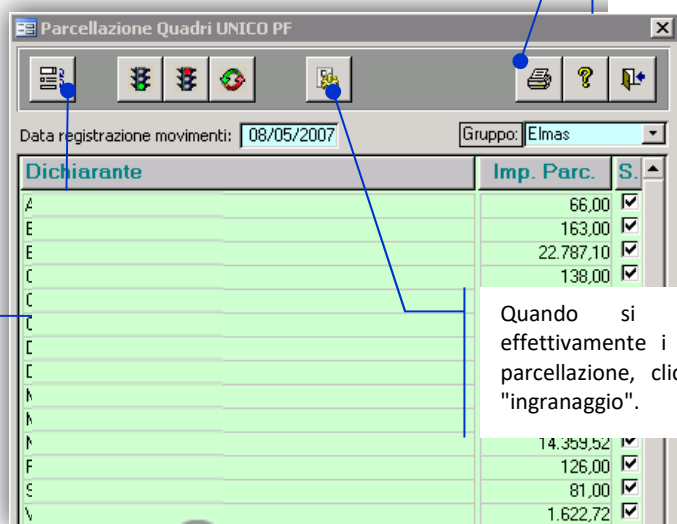 Parcellazione Quadri UNICO PF
Data registrazione movimenti: 08/05/2007 Gruppo: Elmas
Dichiarante Imp. Parc. S.
A 66,00
E 163,00
E 22.787,10
C 138,00
C
C
D
D
M
M
M 14.359,52
F 126,00
S 81,00
V 1.622,72
Quando si
effettivamente i
parcellazione, clic
"ingranaggio".